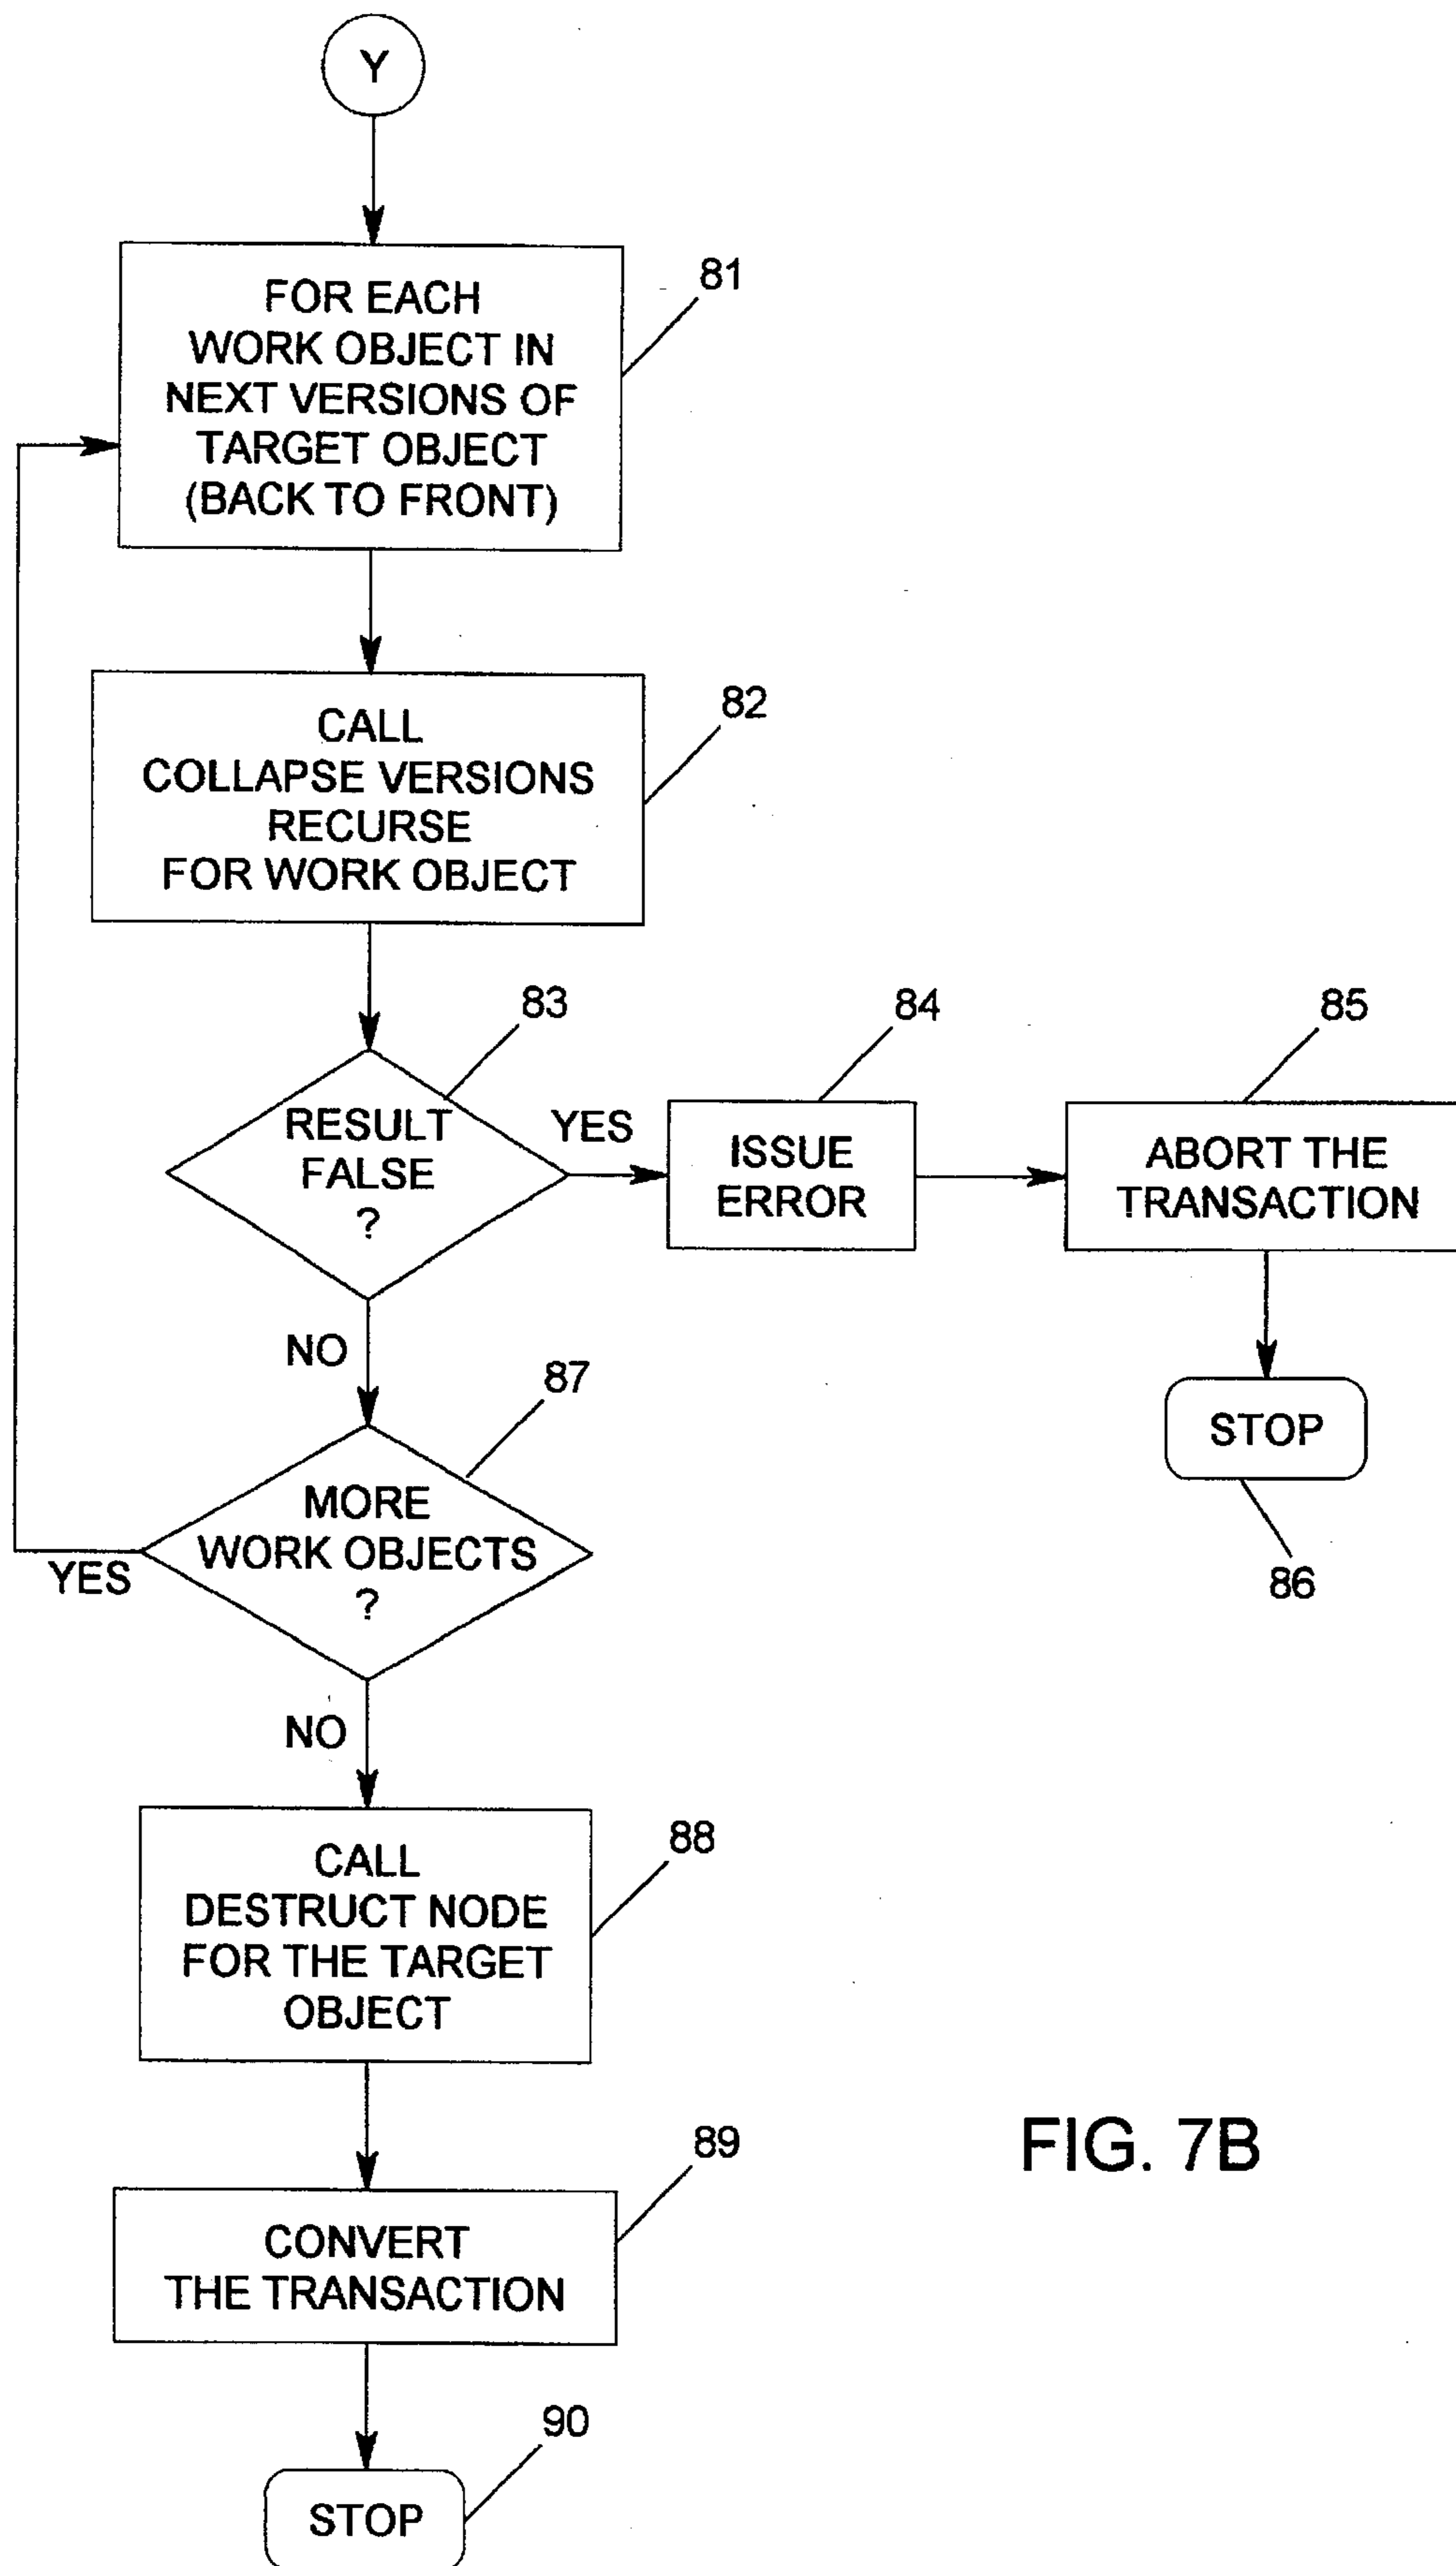 Y
FOR EACH
WORK OBJECT IN
NEXT VERSIONS OF
TARGET OBJECT
(BACK TO FRONT)
81
CALL
COLLAPSE VERSIONS
RECURSE
FOR WORK OBJECT
82
RESULT
FALSE
?
83
YES
ISSUE
ERROR
84
ABORT THE
TRANSACTION
85
STOP
86
NO
MORE
WORK OBJECTS
?
87
YES
NO
CALL
DESTRUCT NODE
FOR THE TARGET
OBJECT
88
CONVERT
THE TRANSACTION
89
STOP
90
FIG. 7B